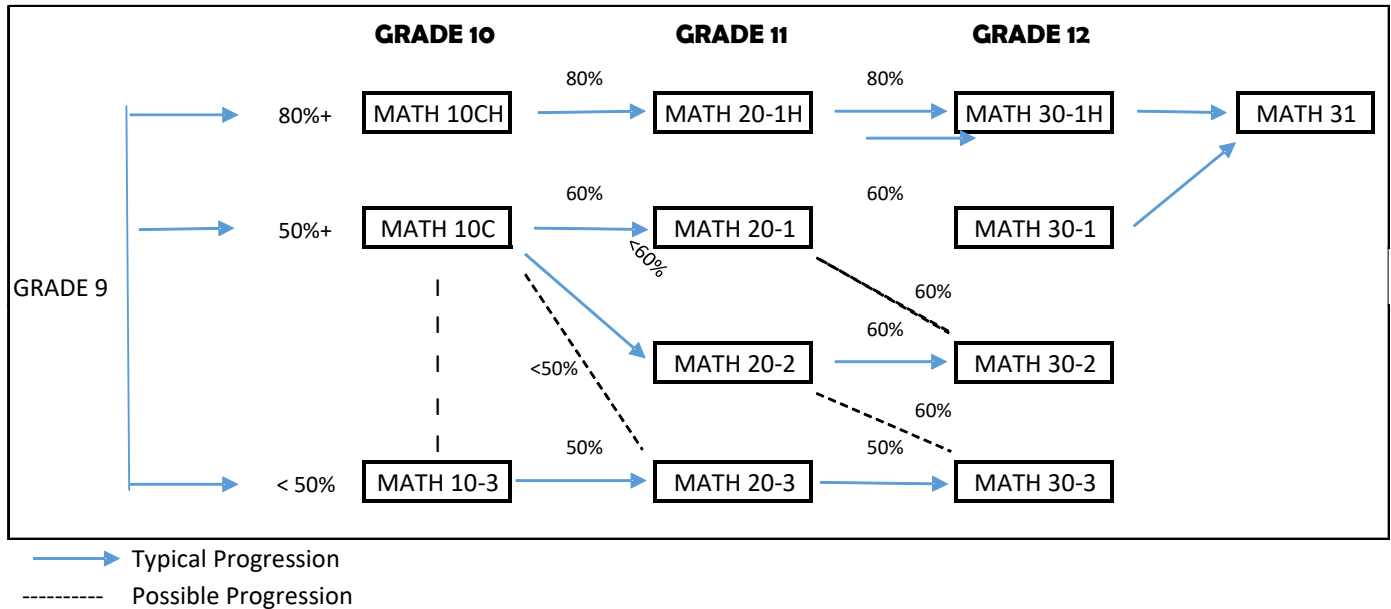 GRADE 10 GRADE 11 GRADE 12
80% 80%
80%+ MATH 10CH MATH 20-1H MATH 30-1H MATH 31
60% 60%
50%+ MATH 10C MATH 20-1 MATH 30-1
<60%
GRADE 9
60%
60%
MATH 20-2 MATH 30-2
<50%
60%
50% 50%
< 50% MATH 10-3 MATH 20-3 MATH 30-3
Typical Progression
Possible Progression